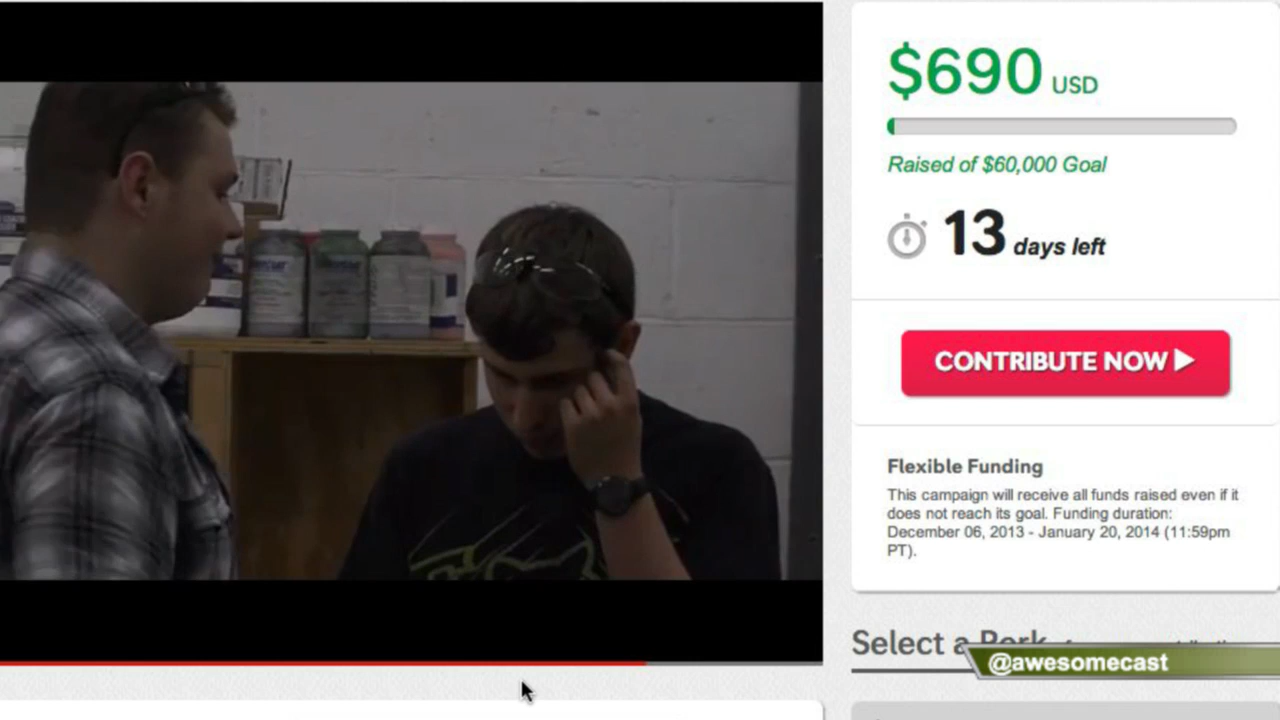 $690 USD
Raised of $60,000 Goal
13 days left
CONTRIBUTE NOW
Flexible Funding
This campaign will receive all funds raised even if it
does not reach its goal. Funding duration:
December 06, 2013 - January 20, 2014 (11:59pm
PT).
Select a Perk
@awesomecast